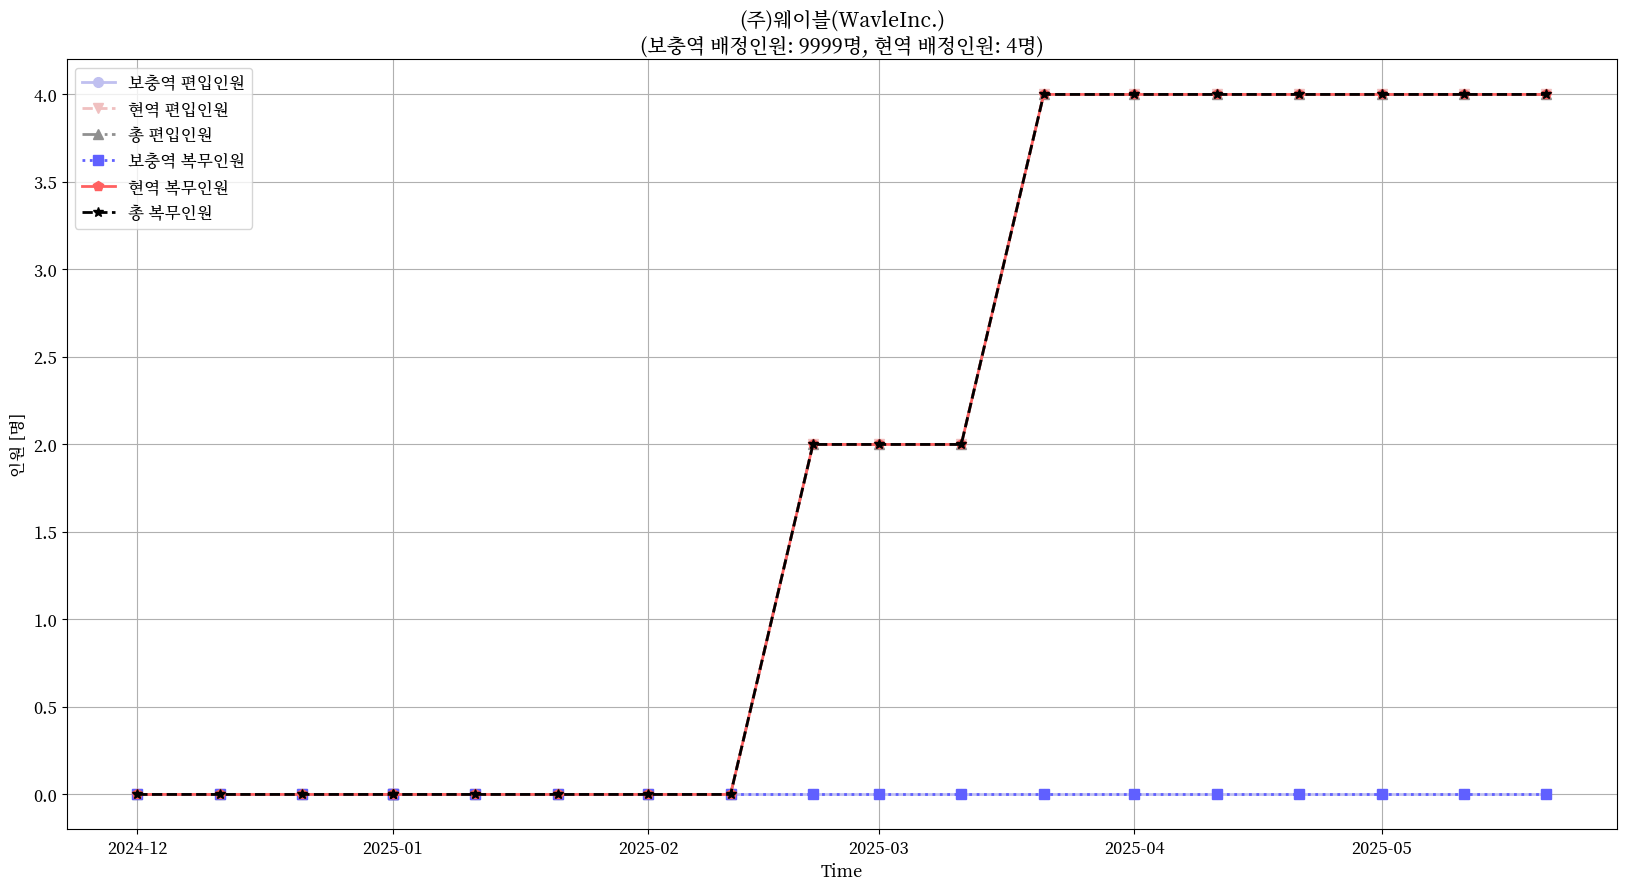 (주)웨이블(WavleInc.)
(보충역 배정인원: 9999명, 현역 배정인원: 4명)
보충역 편입인원
현역 편입인원
총 편입인원
보충역 복무인원
현역 복무인원
총 복무인원
4.0
3.5
3.0
2.5
2.0
1.5
1.0
0.5
0.0
인원 [명]
2024-12 2025-01 2025-02 2025-03 2025-04 2025-05
Time